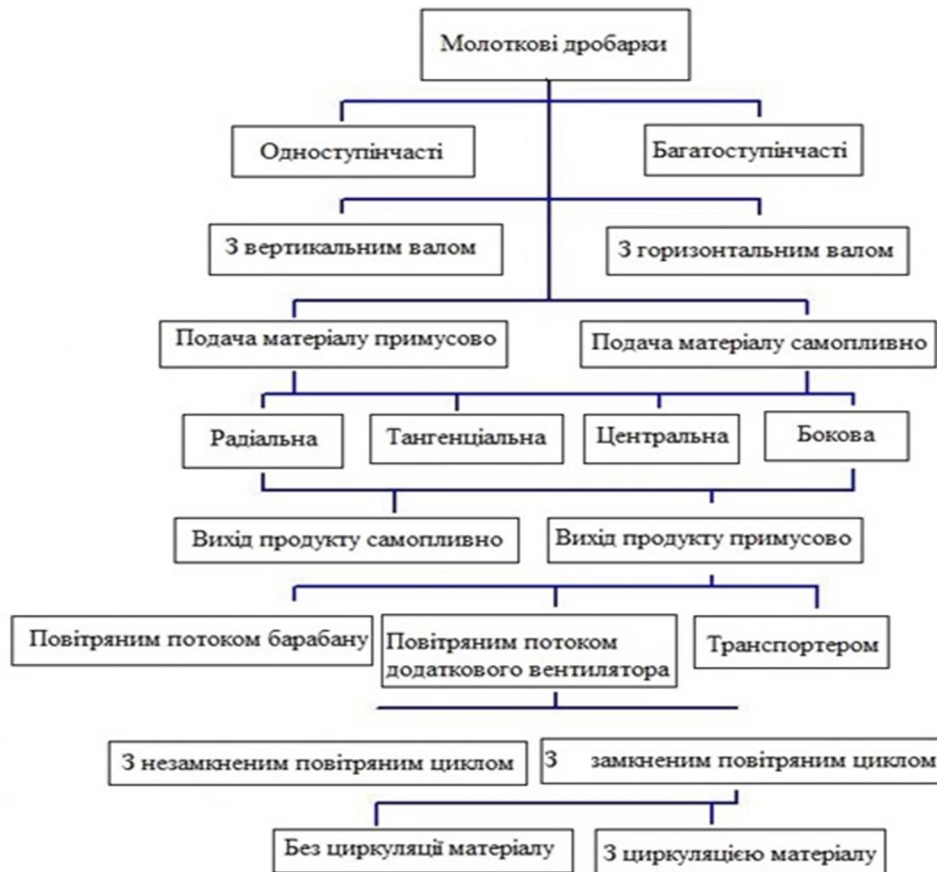 Молоткові дробарки
Одноступінчасті
Багатоступінчасті
З вертикальним валом
З горизонтальним валом
Подача матеріалу примусово
Подача матеріалу самопливно
Радіальна
Тангенціальна
Центральна
Бокова
Вихід продукту самопливно
Вихід продукту примусово
Повітряним потоком барабану
Повітряним потоком
додаткового вентилятора
Транспортером
З незамкненим повітряним циклом
З замкненим повітряним циклом
Без циркуляції матеріалу
З циркуляцією матеріалу